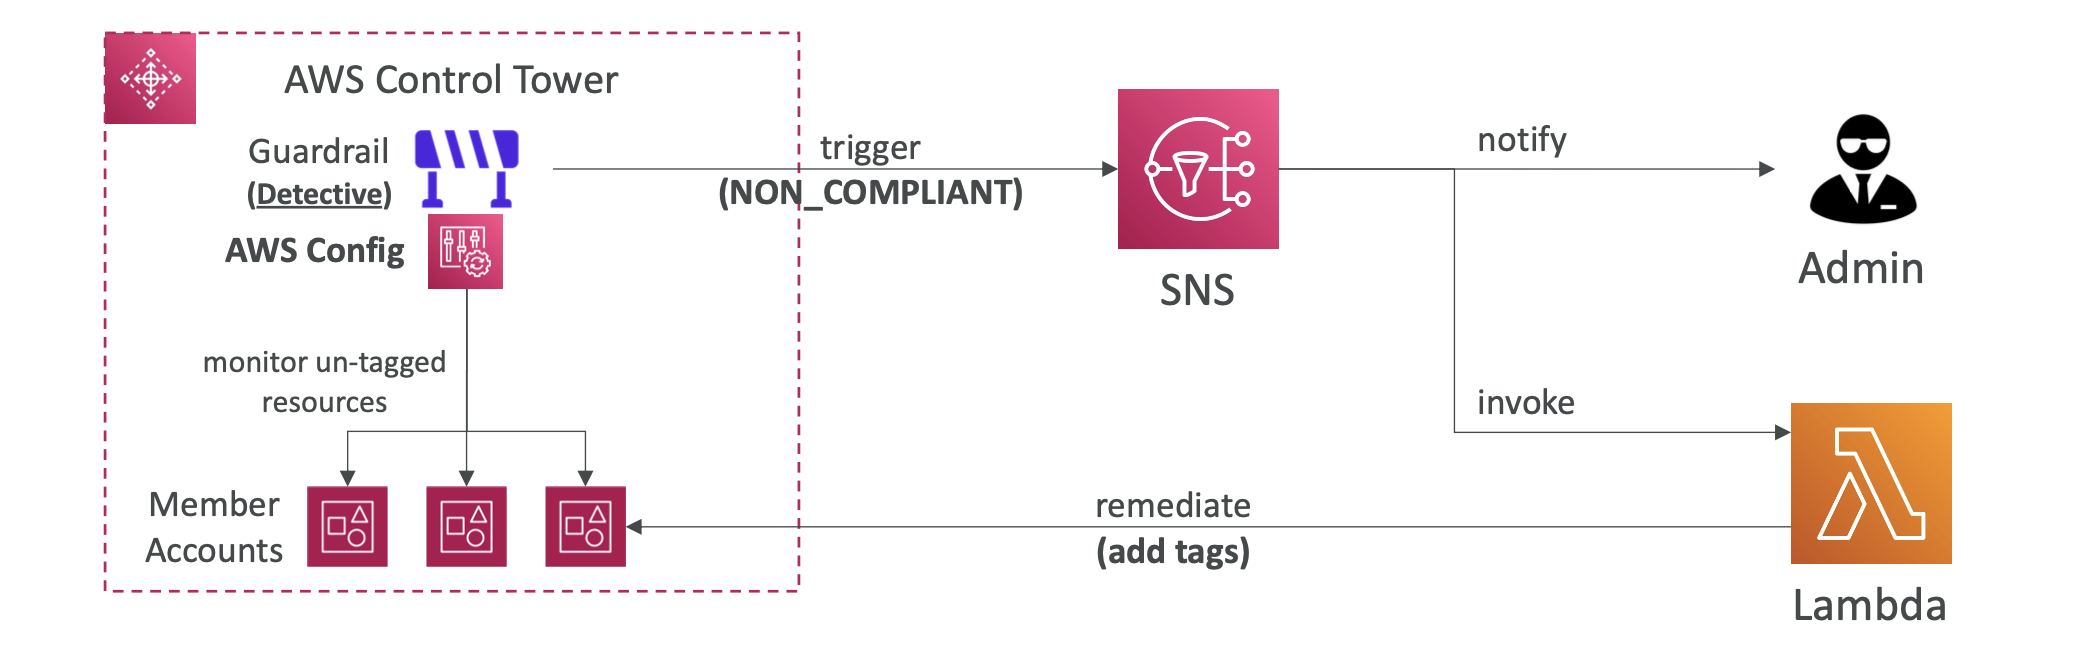 AWS Control Tower
Guardrail
(Detective)
AWS Config
monitor un-tagged
resources
Member
Accounts
trigger
(NON_COMPLIANT)
SNS
notify
Admin
invoke
Lambda
remediate
(add tags)